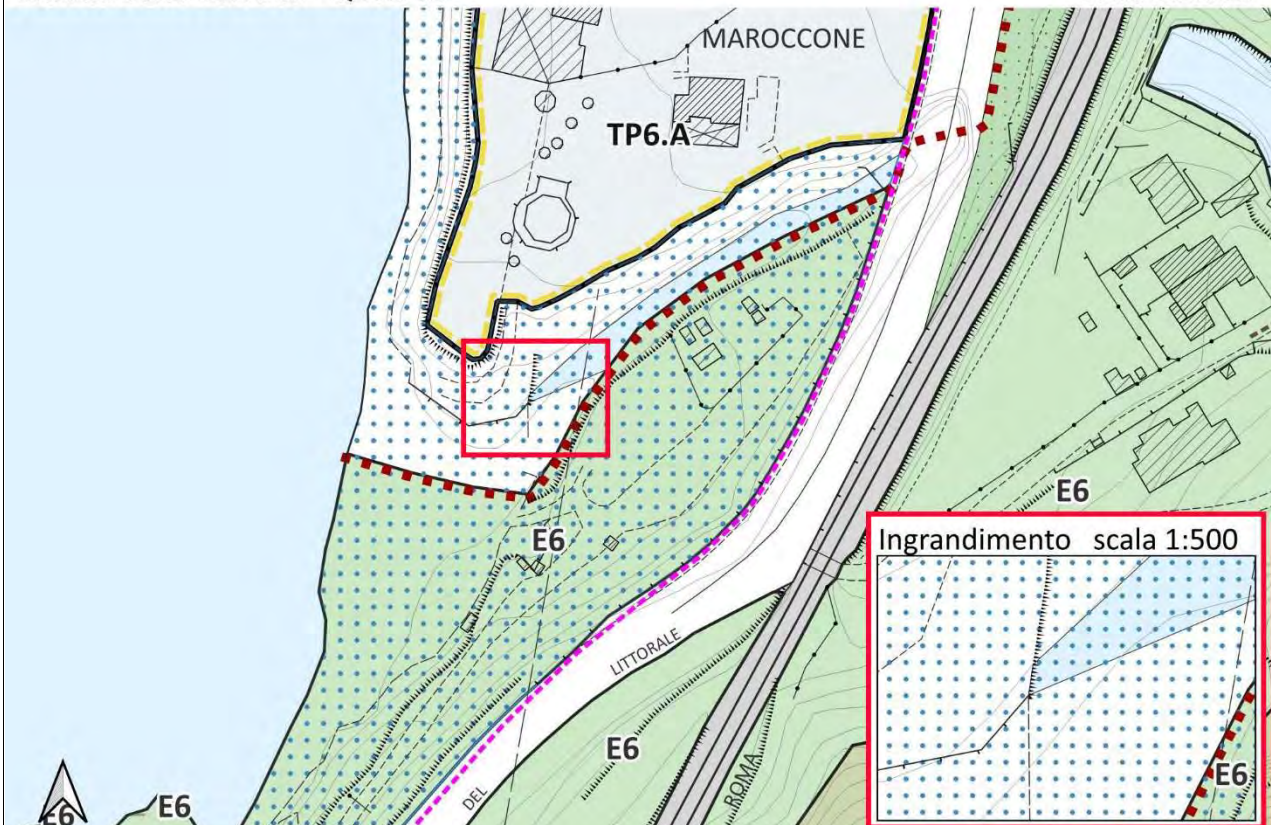 MAROCCONE
TP6.A
E6
Ingrandimento scala 1:500
E6
LITTORALE
DEL
E6
ROMA
E6
E6
E6